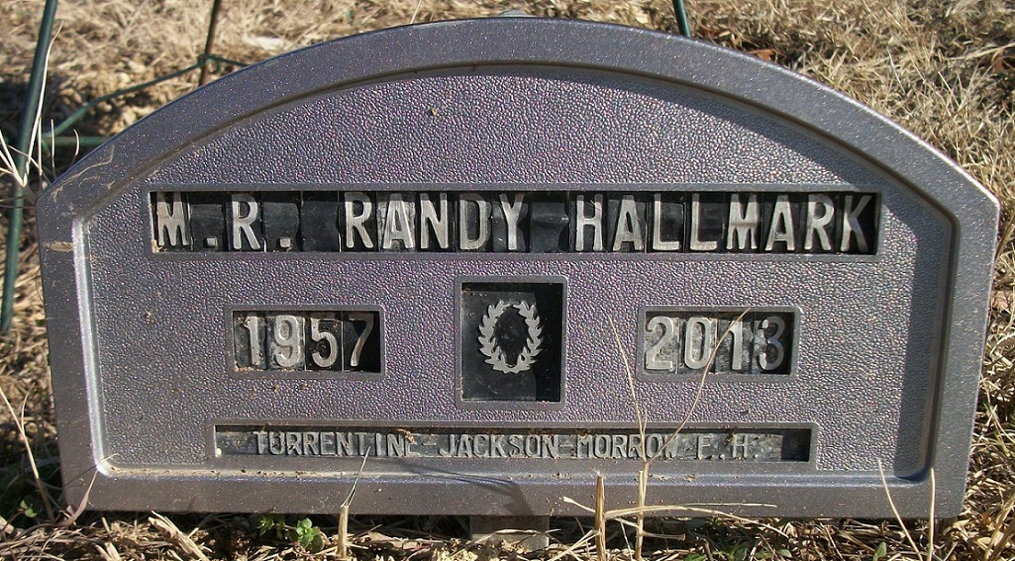 M.R. RANDY HALLMARK
1957 2013
TURRENTINE-JACKSON-MORROW F.H.